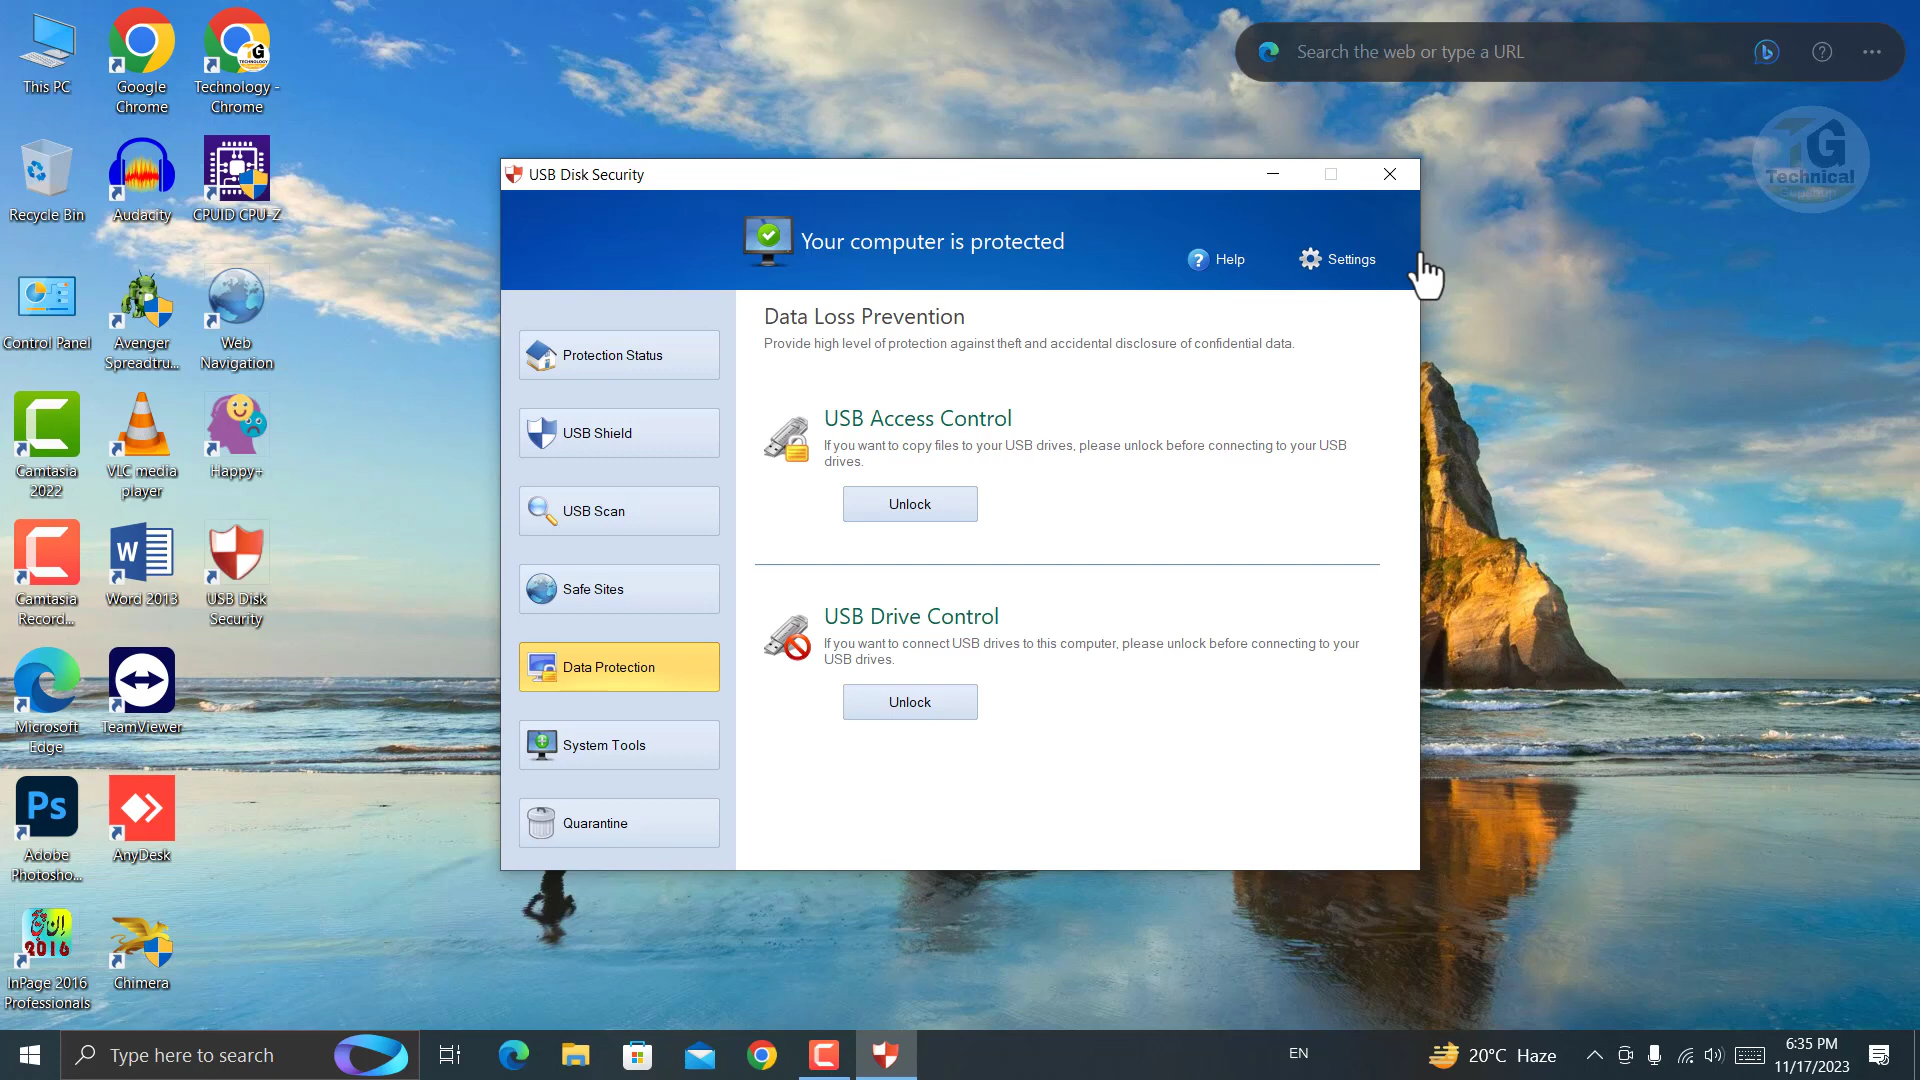 This PC
Google
Chrome
Technology -
Chrome
Recycle Bin
Audacity
CPUID CPU-Z
Control Panel
Avenger
Spreadtru...
Web
Navigation
Camtasia
2022
VLC media
player
Happy+
Camtasia
Record...
Word 2013
USB Disk
Security
Microsoft
Edge
TeamViewer
Ps
Adobe
Photosho...
AnyDesk
2016
InPage 2016
Professionals
Chimera
Search the web or type a URL
TG
Technical
USB Disk Security
Your computer is protected
Help
Settings
Protection Status
USB Shield
USB Scan
Safe Sites
Data Protection
System Tools
Quarantine
Data Loss Prevention
Provide high level of protection against theft and accidental disclosure of confidential data.
USB Access Control
If you want to copy files to your USB drives, please unlock before connecting to your USB
drives.
Unlock
USB Drive Control
If you want to connect USB drives to this computer, please unlock before connecting to your
USB drives.
Unlock
Type here to search
EN
20°C Haze
6:35 PM
11/17/2023